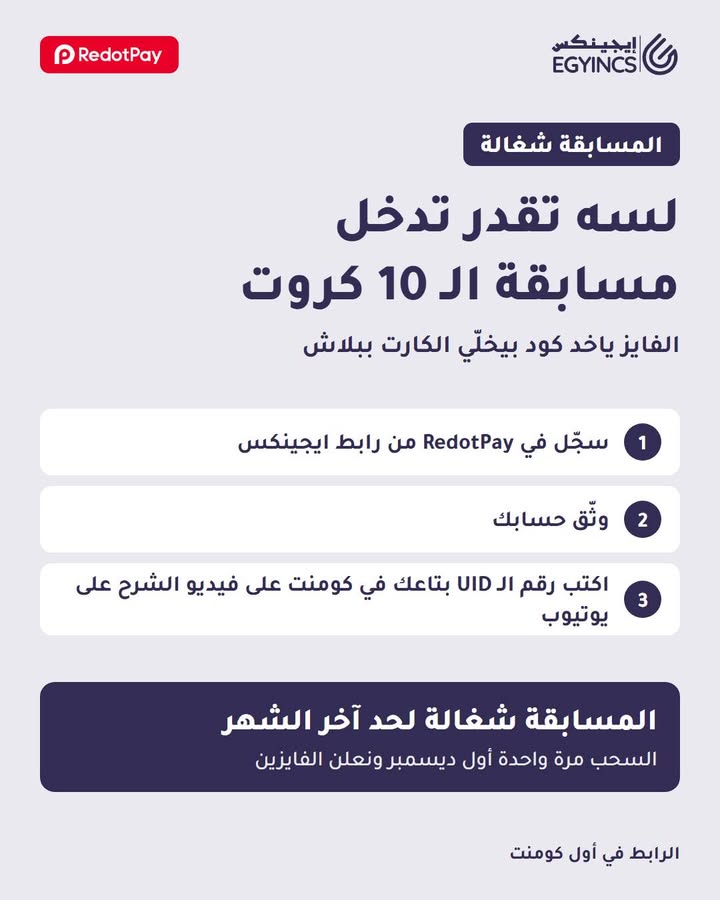 إيجينكس
EGYINCS
RedotPay
المسابقة شغالة
لسه تقدر تدخل
مسابقة الـ 10 كروت
الفايز ياخد كود بيخلّي الكارت ببلاش
1 سجّل في RedotPay من رابط ايجينكس
2 وثّق حسابك
3 اكتب رقم الـ UID بتاعك في كومنت على فيديو الشرح على
يوتيوب
المسابقة شغالة لحد آخر الشهر
السحب مرة واحدة أول ديسمبر ونعلن الفايزين
الرابط في أول كومنت